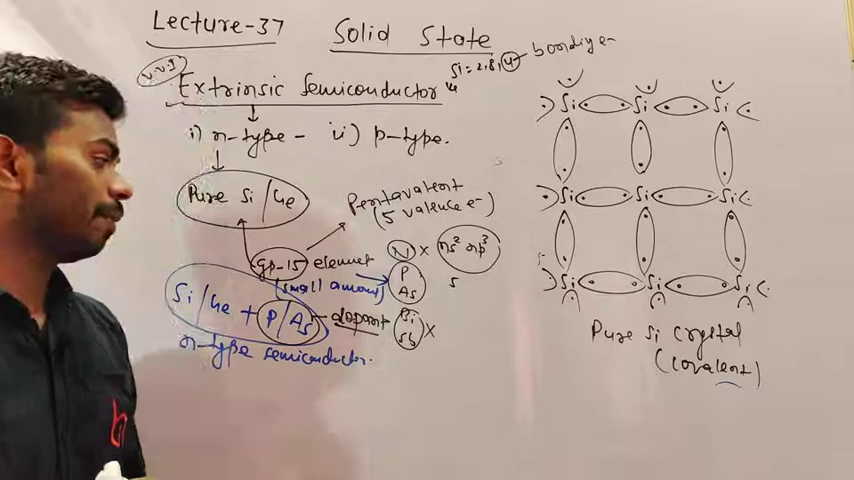 Lecture-37
Solid State
v.v.I
Extrinsic Semiconductor
Si = 2,8,4
i) n-type - ii) p-type.
Pure Si/Ge
Pentavalent
(5 valence e-)
Gp-15 element
(small amount)
N X
ns² np³
P
As
5
Bi
Sb X
Si/Ge + P/As - dopant
n-type semiconductor.
Si Si Si
Si Si Si
Si Si Si
Pure Si crystal
(covalent)